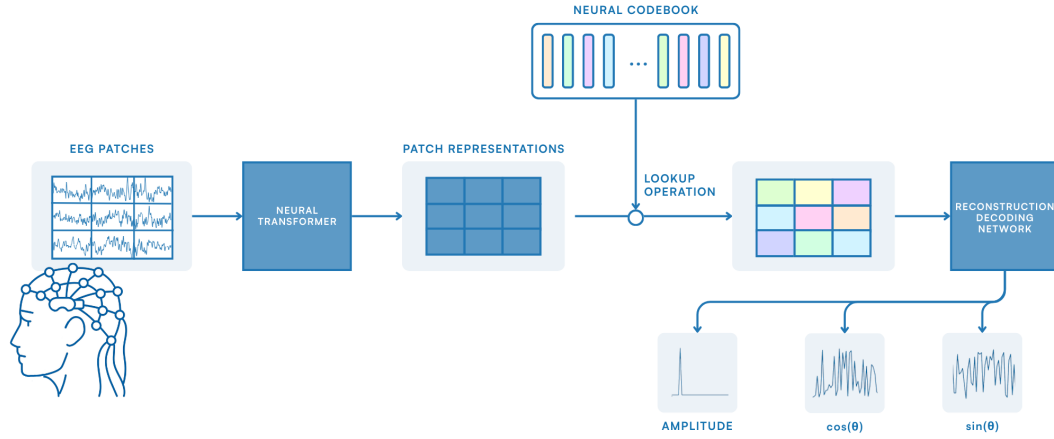 NEURAL CODEBOOK
...
EEG PATCHES
NEURAL
TRANSFORMER
PATCH REPRESENTATIONS
LOOKUP
OPERATION
RECONSTRUCTION
DECODING
NETWORK
AMPLITUDE
cos(θ)
sin(θ)